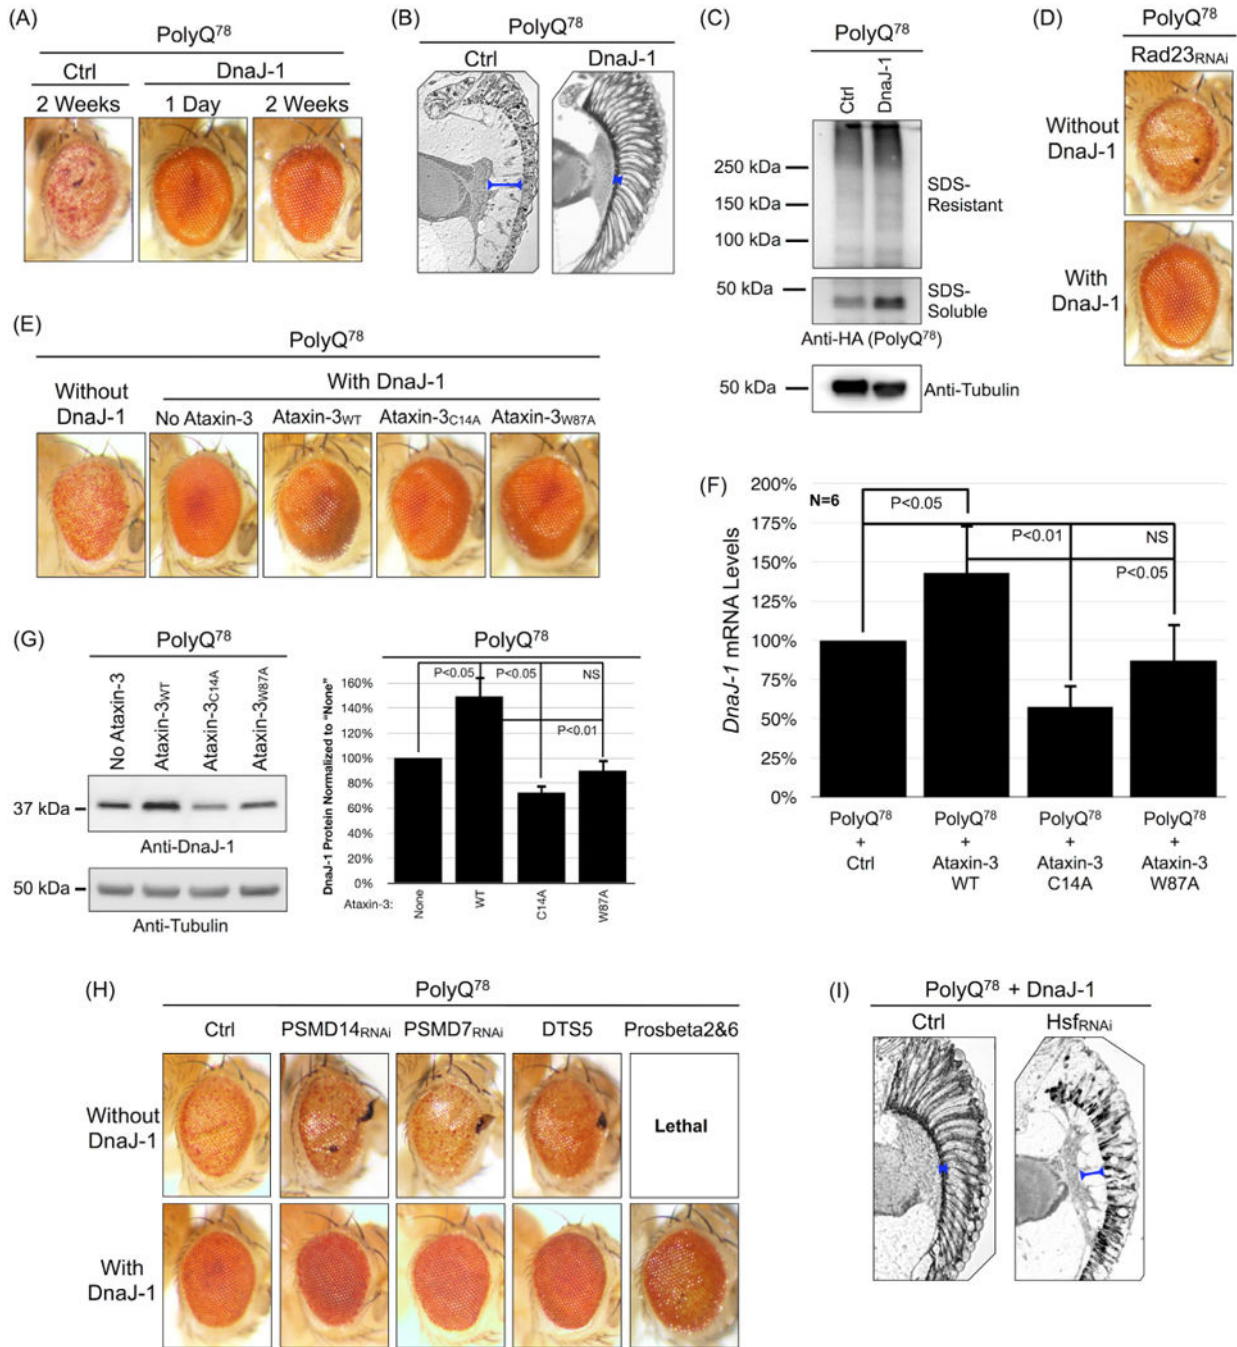 (A)
PolyQ⁷⁸
Ctrl
DnaJ-1
2 Weeks
1 Day
2 Weeks
(B)
PolyQ⁷⁸
Ctrl
DnaJ-1
(C)
PolyQ⁷⁸
Ctrl
DnaJ-1
250 kDa
150 kDa
100 kDa
SDS-
Resistant
50 kDa
SDS-
Soluble
Anti-HA (PolyQ⁷⁸)
50 kDa
Anti-Tubulin
(D)
PolyQ⁷⁸
Rad23RNAi
Without
DnaJ-1
With
DnaJ-1
(E)
PolyQ⁷⁸
Without
DnaJ-1
With DnaJ-1
No Ataxin-3
Ataxin-3WT
Ataxin-3C14A
Ataxin-3W87A
(F)
N=6
P<0.05
P<0.01
NS
P<0.05
DnaJ-1 mRNA Levels
200%
175%
150%
125%
100%
75%
50%
25%
0%
PolyQ⁷⁸
+
Ctrl
PolyQ⁷⁸
+
Ataxin-3
WT
PolyQ⁷⁸
+
Ataxin-3
C14A
PolyQ⁷⁸
+
Ataxin-3
W87A
(G)
PolyQ⁷⁸
No Ataxin-3
Ataxin-3WT
Ataxin-3C14A
Ataxin-3W87A
37 kDa
Anti-DnaJ-1
50 kDa
Anti-Tubulin
PolyQ⁷⁸
P<0.05
P<0.05
NS
P<0.01
DnaJ-1 Protein Normalized to "None"
160%
140%
120%
100%
80%
60%
40%
20%
0%
Ataxin-3:
None
WT
C14A
W87A
(H)
PolyQ⁷⁸
Ctrl
PSMD14RNAi
PSMD7RNAi
DTS5
Prosbeta2&6
Without
DnaJ-1
Lethal
With
DnaJ-1
(I)
PolyQ⁷⁸ + DnaJ-1
Ctrl
HsfRNAi